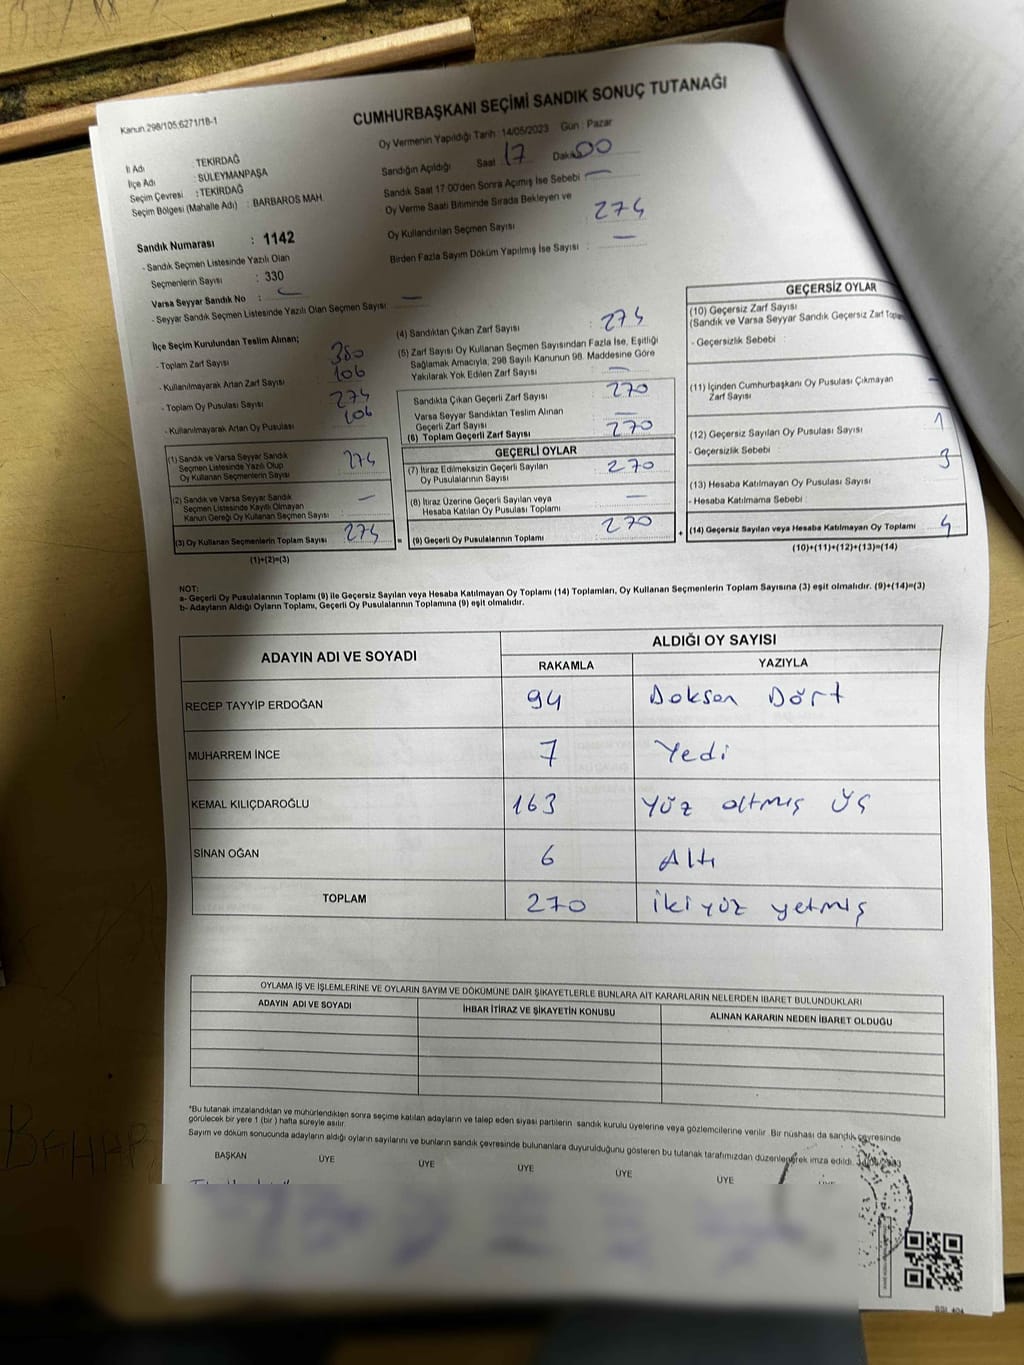 Kanun 298/105;6271/18-1
CUMHURBAŞKANI SEÇİMİ SANDIK SONUÇ TUTANAĞI
İl Adı : TEKİRDAĞ
İlçe Adı : SÜLEYMANPAŞA
Seçim Çevresi : TEKİRDAĞ
Seçim Bölgesi (Mahalle Adı) : BARBAROS MAH.
Sandık Numarası : 1142
- Sandık Seçmen Listesinde Yazılı Olan
Seçmenlerin Sayısı : 330
Varsa Seyyar Sandık No : -
- Seyyar Sandık Seçmen Listesinde Yazılı Olan Seçmen Sayısı : -
Oy Vermenin Yapıldığı Tarih : 14/05/2023 Gün : Pazar
Sandığın Açıldığı Saat 17 Dakika 00
Sandık Saat 17:00'den Sonra Açılmış İse Sebebi : -
Oy Verme Saati Bitiminde Sırada Bekleyen ve
Oy Kullandırılan Seçmen Sayısı : 274
Birden Fazla Sayım Döküm Yapılmış İse Sayısı : -
İlçe Seçim Kurulundan Teslim Alınan;
- Toplam Zarf Sayısı 380
- Kullanılmayarak Artan Zarf Sayısı 106
- Toplam Oy Pusulası Sayısı 274
- Kullanılmayarak Artan Oy Pusulası 106
(1) Sandık ve Varsa Seyyar Sandık
Seçmen Listesinde Yazılı Olup
Oy Kullanan Seçmenlerin Sayısı 274
(2) Sandık ve Varsa Seyyar Sandık
Seçmen Listesinde Kayıtlı Olmayan
Kanun Gereği Oy Kullanan Seçmen Sayısı : -
(3) Oy Kullanan Seçmenlerin Toplam Sayısı 274
(1)+(2)=(3)
(4) Sandıktan Çıkan Zarf Sayısı : 274
(5) Zarf Sayısı Oy Kullanan Seçmen Sayısından Fazla İse, Eşitliği
Sağlamak Amacıyla, 298 Sayılı Kanunun 98. Maddesine Göre
Yakılarak Yok Edilen Zarf Sayısı : -
Sandıkta Çıkan Geçerli Zarf Sayısı : 270
Varsa Seyyar Sandıktan Teslim Alınan
Geçerli Zarf Sayısı : -
(6) Toplam Geçerli Zarf Sayısı : 270
GEÇERLİ OYLAR
(7) İtiraz Edilmeksizin Geçerli Sayılan
Oy Pusulalarının Sayısı : 270
(8) İtiraz Üzerine Geçerli Sayılan veya
Hesaba Katılan Oy Pusulası Toplamı : -
= (9) Geçerli Oy Pusulalarının Toplamı : 270
GEÇERSİZ OYLAR
(10) Geçersiz Zarf Sayısı
(Sandık ve Varsa Seyyar Sandık Geçersiz Zarf
- Geçersizlik Sebebi :
(11) İçinden Cumhurbaşkanı Oy Pusulası Çıkmayan
Zarf Sayısı : -
(12) Geçersiz Sayılan Oy Pusulası Sayısı : 1
- Geçersizlik Sebebi :
(13) Hesaba Katılmayan Oy Pusulası Sayısı : 3
- Hesaba Katılmama Sebebi :
+ (14) Geçersiz Sayılan veya Hesaba Katılmayan Oy Toplamı : 4
(10)+(11)+(12)+(13)=(14)
NOT:
a- Geçerli Oy Pusulalarının Toplamı (9) ile Geçersiz Sayılan veya Hesaba Katılmayan Oy Toplamı (14) Toplamları, Oy Kullanan Seçmenlerin Toplam Sayısına (3) eşit olmalıdır. (9)+(14)=(3)
b- Adayların Aldığı Oyların Toplamı, Geçerli Oy Pusulalarının Toplamına (9) eşit olmalıdır.
ADAYIN ADI VE SOYADI ALDIĞI OY SAYISI
RAKAMLA YAZIYLA
RECEP TAYYİP ERDOĞAN 94 Doksan Dört
MUHARREM İNCE 7 Yedi
KEMAL KILIÇDAROĞLU 163 Yüz altmış Üç
SİNAN OĞAN 6 Altı
TOPLAM 270 iki yüz yetmiş
OYLAMA İŞ VE İŞLEMLERİNE VE OYLARIN SAYIM VE DÖKÜMÜNE DAİR ŞİKAYETLERLE BUNLARA AİT KARARLARIN NELERDEN İBARET BULUNDUKLARI
ADAYIN ADI VE SOYADI İHBAR İTİRAZ VE ŞİKAYETİN KONUSU ALINAN KARARIN NEDEN İBARET OLDUĞU
*Bu tutanak imzalandıktan ve mühürlendikten sonra seçime katılan adayların ve talep eden siyasi partilerin sandık kurulu üyelerine veya gözlemcilerine verilir. Bir nüshası da sandık çevresinde
görülecek bir yere 1 (bir) hafta süreyle asılır.
Sayım ve döküm sonucunda adayların aldığı oyların sayılarını ve bunların sandık çevresinde bulunanlara duyurulduğunu gösteren bu tutanak tarafımızdan düzenlenerek imza edildi.
BAŞKAN ÜYE ÜYE ÜYE ÜYE ÜYE